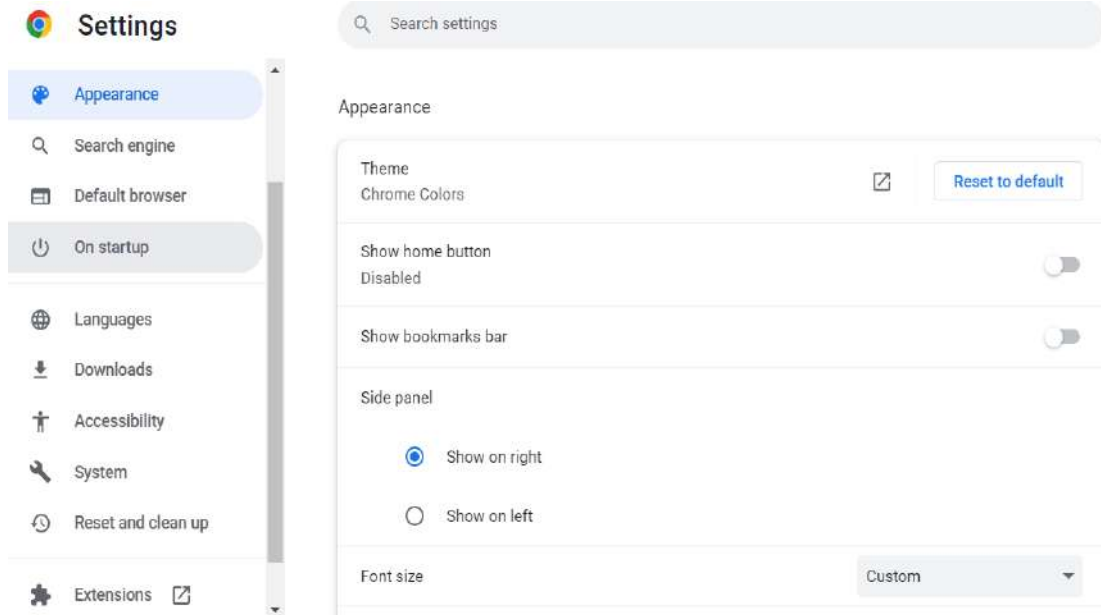 Settings
Search settings
Appearance
Search engine
Default browser
On startup
Languages
Downloads
Accessibility
System
Reset and clean up
Extensions
Appearance
Theme
Chrome Colors
Reset to default
Show home button
Disabled
Show bookmarks bar
Side panel
Show on right
Show on left
Font size
Custom